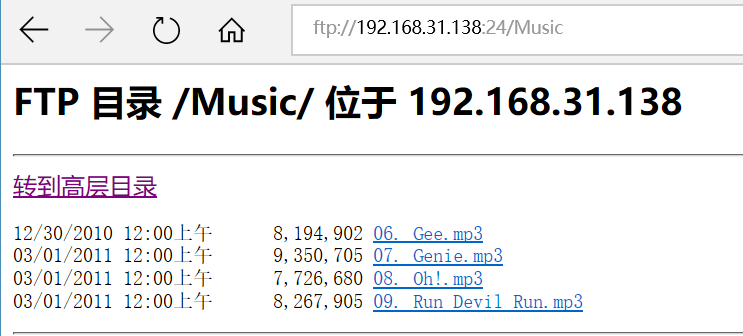 ftp://192.168.31.138:24/Music
FTP 目录 /Music/ 位于 192.168.31.138
转到高层目录
12/30/2010 12:00上午 8,194,902 06. Gee.mp3
03/01/2011 12:00上午 9,350,705 07. Genie.mp3
03/01/2011 12:00上午 7,726,680 08. Oh!.mp3
03/01/2011 12:00上午 8,267,905 09. Run Devil Run.mp3